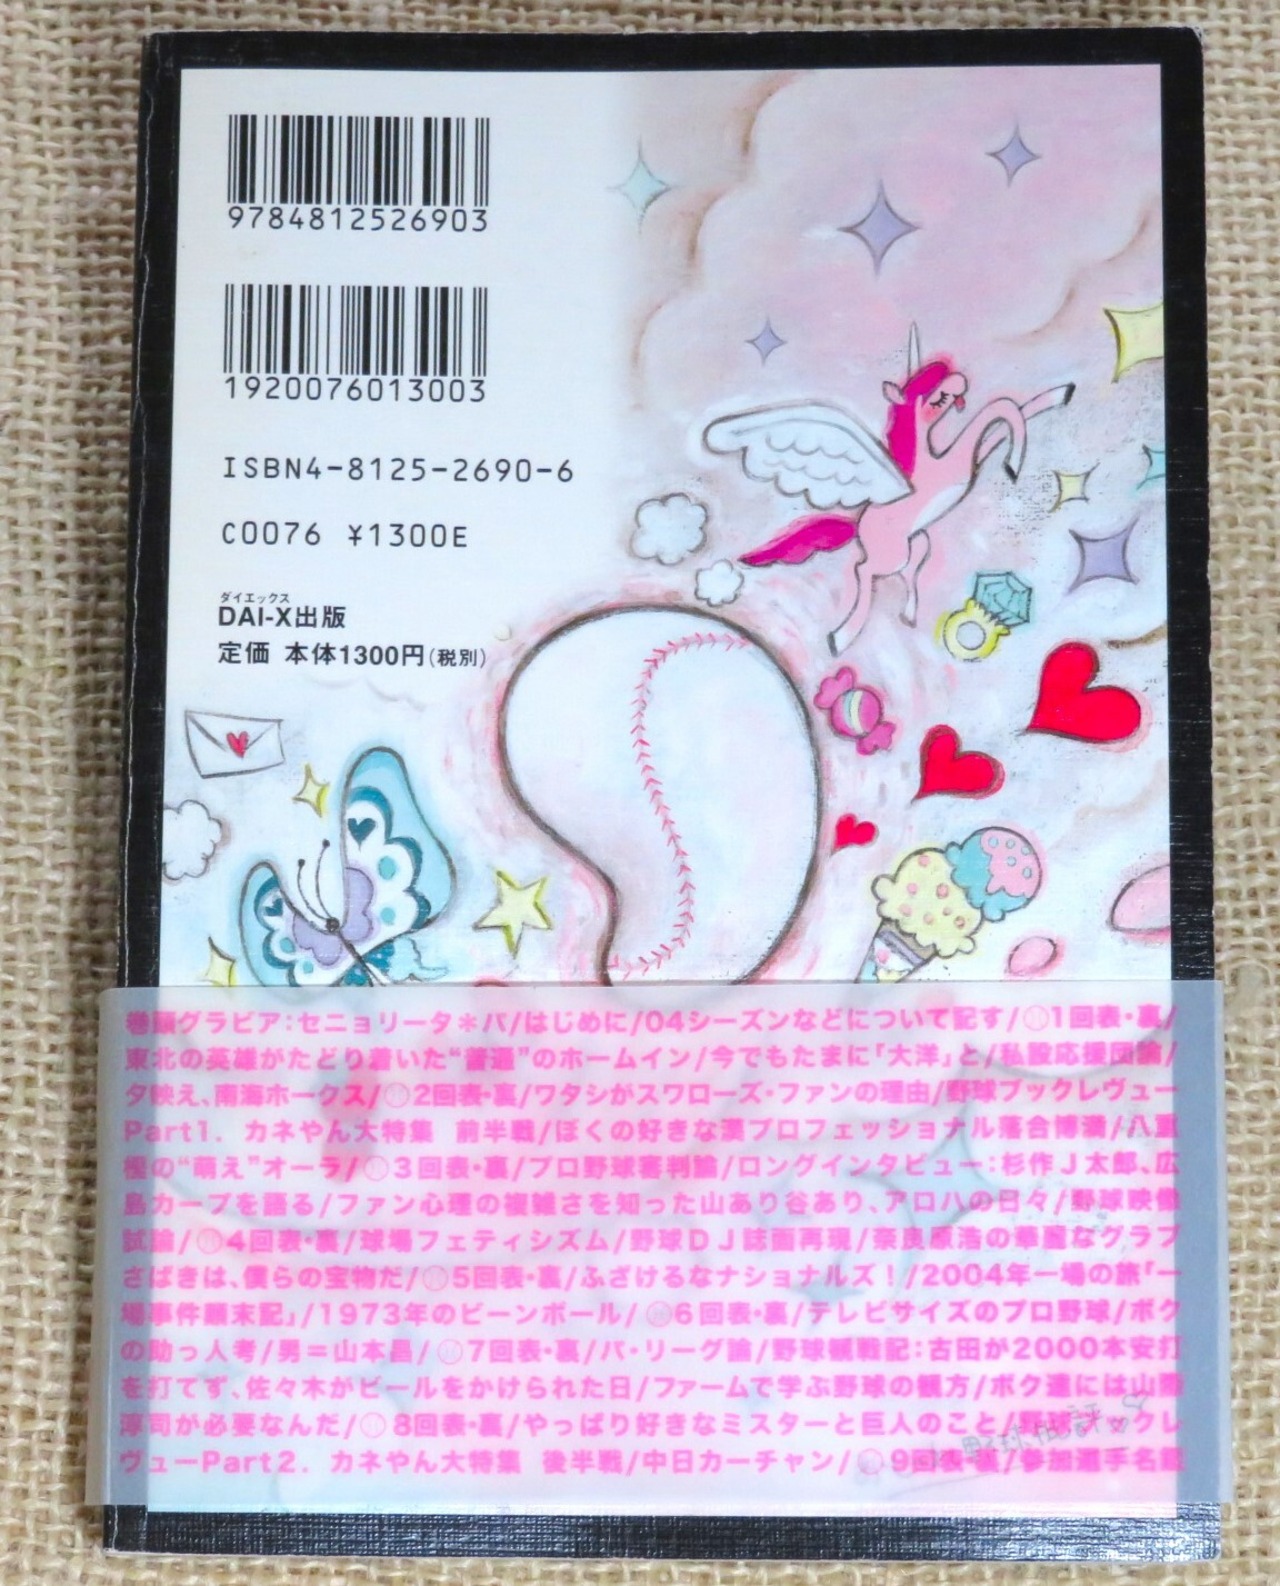 9784812526903
1920076013003
ISBN4-8125-2690-6
C0076 ¥1300E
ダイエックス
DAI-X出版
定価 本体1300円(税別)
巻頭グラビア:セニョリータ＊パ/はじめに/04シーズンなどについて記す/1回表・裏/
東北の英雄がたどり着いた“普通”のホームイン/今でもたまに「大洋」と/私設応援団論/
夕映え、南海ホークス/2回表・裏/ワタシがスワローズ・ファンの理由/野球ブックレヴュー
Part1. カネやん大特集 前半戦/ぼくの好きな漢プロフェッショナル落合博満/八重
樫の“萌え”オーラ/3回表・裏/プロ野球審判論/ロングインタビュー:杉作J太郎、広
島カープを語る/ファン心理の複雑さを知った山あり谷あり、アロハの日々/野球映像
試論/4回表・裏/球場フェティシズム/野球DJ誌面再現/奈良原浩の華麗なグラブ
さばきは、僕らの宝物だ/5回表・裏/ふざけるなナショナルズ!/2004年一場の旅「一
場事件顛末記」/1973年のビーンボール/6回表・裏/テレビサイズのプロ野球/ボク
の助っ人考/男=山本昌/7回表・裏/パ・リーグ論/野球観戦記:古田が2000本安打
を打てず、佐々木がビールをかけられた日/ファームで学ぶ野球の観方/ボク達には山際
淳司が必要なんだ/8回表・裏/やっぱり好きなミスターと巨人のこと/野球ブックレ
ヴューPart2. カネやん大特集 後半戦/中日カーチャン/9回表・裏/参加選手名鑑